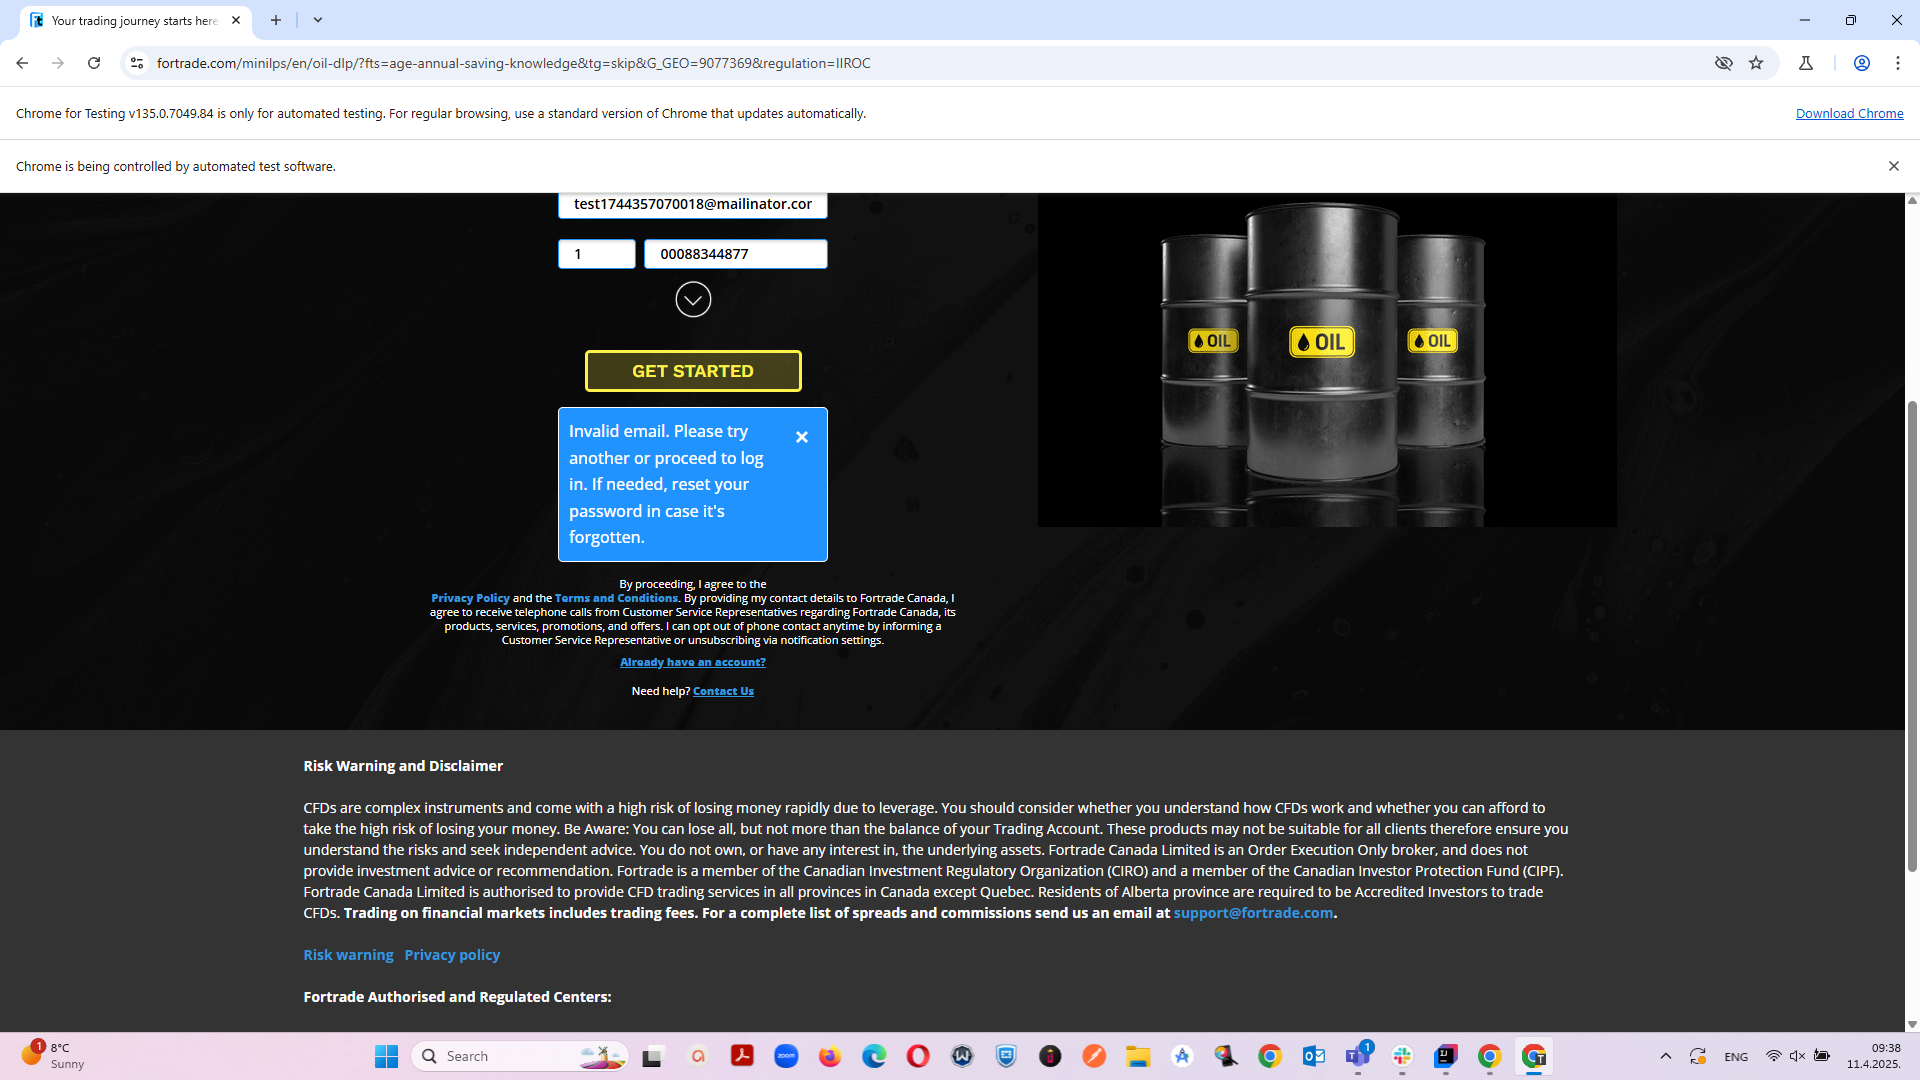 Your trading journey starts here
fortrade.com/minilps/en/oil-dlp/?fts=age-annual-saving-knowledge&tg=skip&G_GEO=9077369&regulation=IIROC
Chrome for Testing v135.0.7049.84 is only for automated testing. For regular browsing, use a standard version of Chrome that updates automatically.
Download Chrome
Chrome is being controlled by automated test software.
test1744357070018@mailinator.cor
1
00088344877
GET STARTED
Invalid email. Please try
another or proceed to log
in. If needed, reset your
password in case it's
forgotten.
OIL
OIL
OIL
By proceeding, I agree to the
Privacy Policy and the Terms and Conditions. By providing my contact details to Fortrade Canada, I
agree to receive telephone calls from Customer Service Representatives regarding Fortrade Canada, its
products, services, promotions, and offers. I can opt out of phone contact anytime by informing a
Customer Service Representative or unsubscribing via notification settings.
Already have an account?
Need help? Contact Us
Risk Warning and Disclaimer
CFDs are complex instruments and come with a high risk of losing money rapidly due to leverage. You should consider whether you understand how CFDs work and whether you can afford to
take the high risk of losing your money. Be Aware: You can lose all, but not more than the balance of your Trading Account. These products may not be suitable for all clients therefore ensure you
understand the risks and seek independent advice. You do not own, or have any interest in, the underlying assets. Fortrade Canada Limited is an Order Execution Only broker, and does not
provide investment advice or recommendation. Fortrade is a member of the Canadian Investment Regulatory Organization (CIRO) and a member of the Canadian Investor Protection Fund (CIPF).
Fortrade Canada Limited is authorised to provide CFD trading services in all provinces in Canada except Quebec. Residents of Alberta province are required to be Accredited Investors to trade
CFDs. Trading on financial markets includes trading fees. For a complete list of spreads and commissions send us an email at support@fortrade.com.
Risk warning Privacy policy
Fortrade Authorised and Regulated Centers:
1
8°C
Sunny
Search
zoom
1
ENG
09:38
11.4.2025.